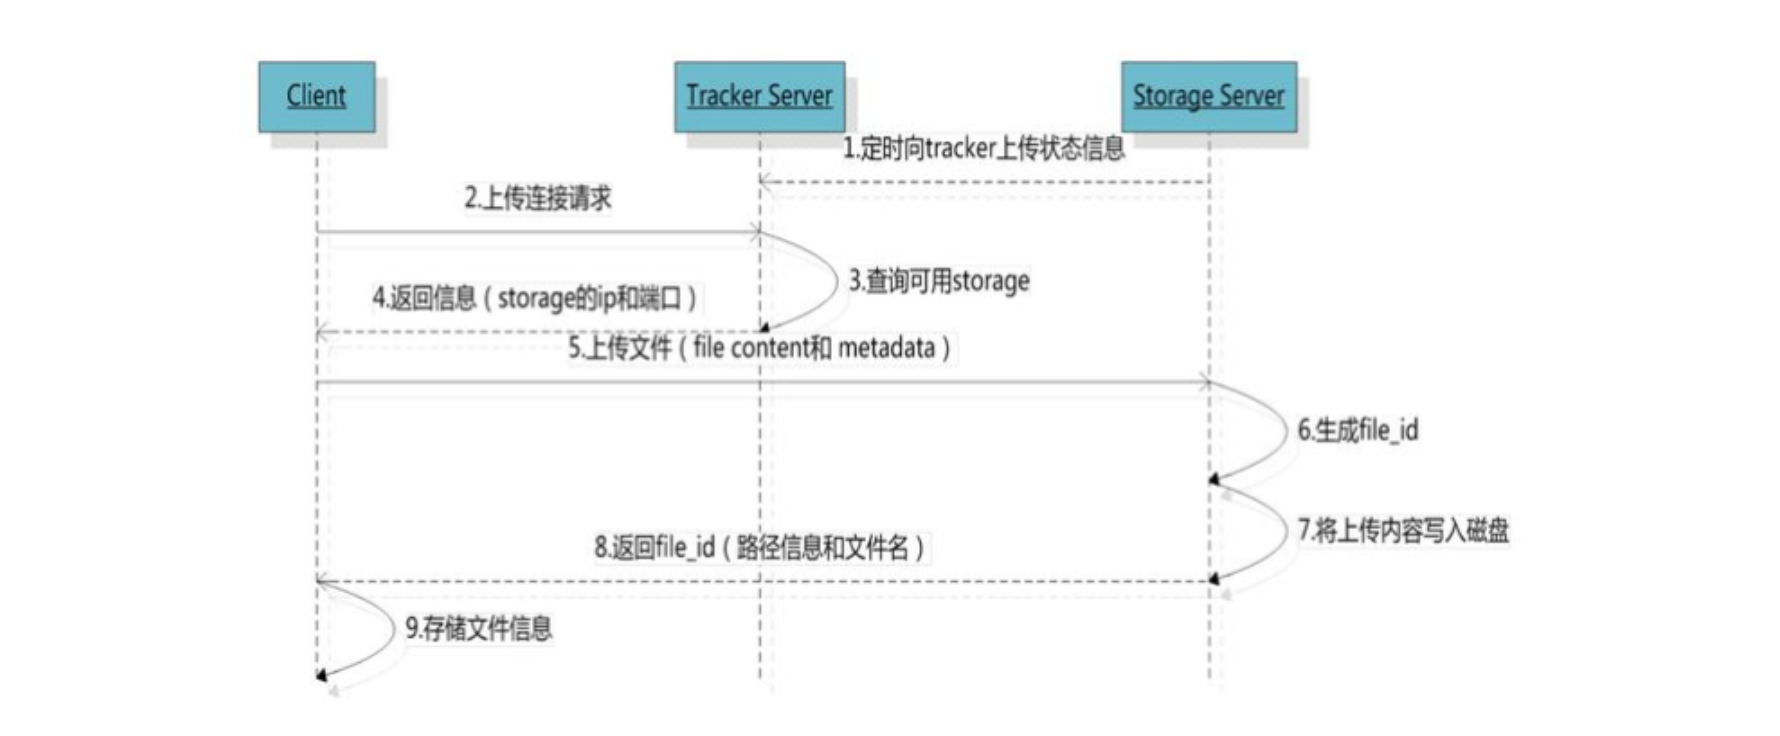 Client
Tracker Server
Storage Server
1.定时向tracker上传状态信息
2.上传连接请求
3.查询可用storage
4.返回信息（storage的ip和端口）
5.上传文件（file content和 metadata）
6.生成file_id
7.将上传内容写入磁盘
8.返回file_id（路径信息和文件名）
9.存储文件信息